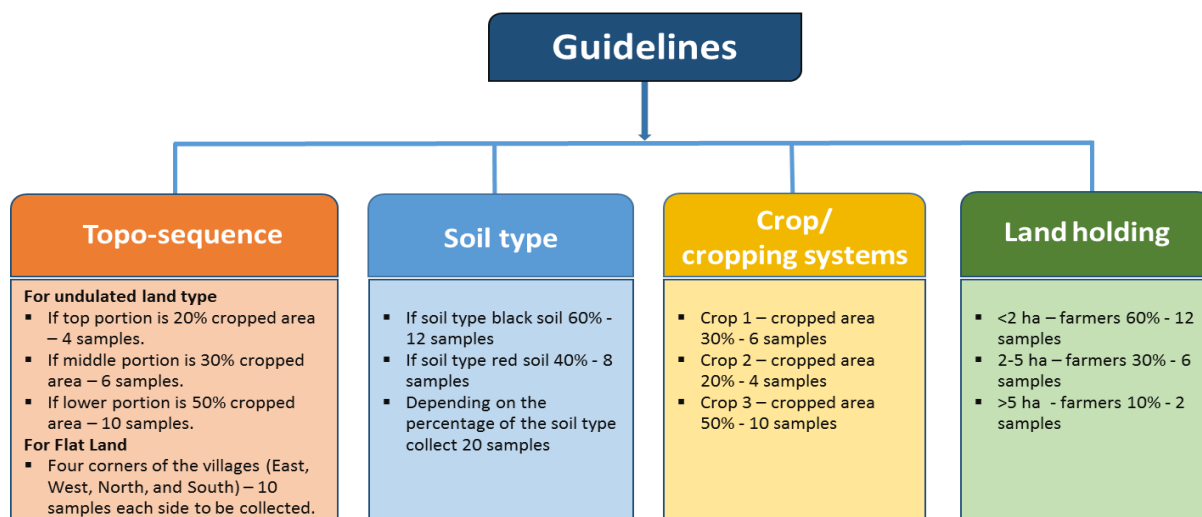 Guidelines
Topo-sequence
For undulated land type
▪ If top portion is 20% cropped area
– 4 samples.
▪ If middle portion is 30% cropped
area – 6 samples.
▪ If lower portion is 50% cropped
area – 10 samples.
For Flat Land
▪ Four corners of the villages (East,
West, North, and South) – 10
samples each side to be collected.
Soil type
▪ If soil type black soil 60% -
12 samples
▪ If soil type red soil 40% - 8
samples
▪ Depending on the
percentage of the soil type
collect 20 samples
Crop/
cropping systems
▪ Crop 1 – cropped area
30% - 6 samples
▪ Crop 2 – cropped area
20% - 4 samples
▪ Crop 3 – cropped area
50% - 10 samples
Land holding
▪ <2 ha – farmers 60% - 12
samples
▪ 2-5 ha – farmers 30% - 6
samples
▪ >5 ha  - farmers 10% - 2
samples